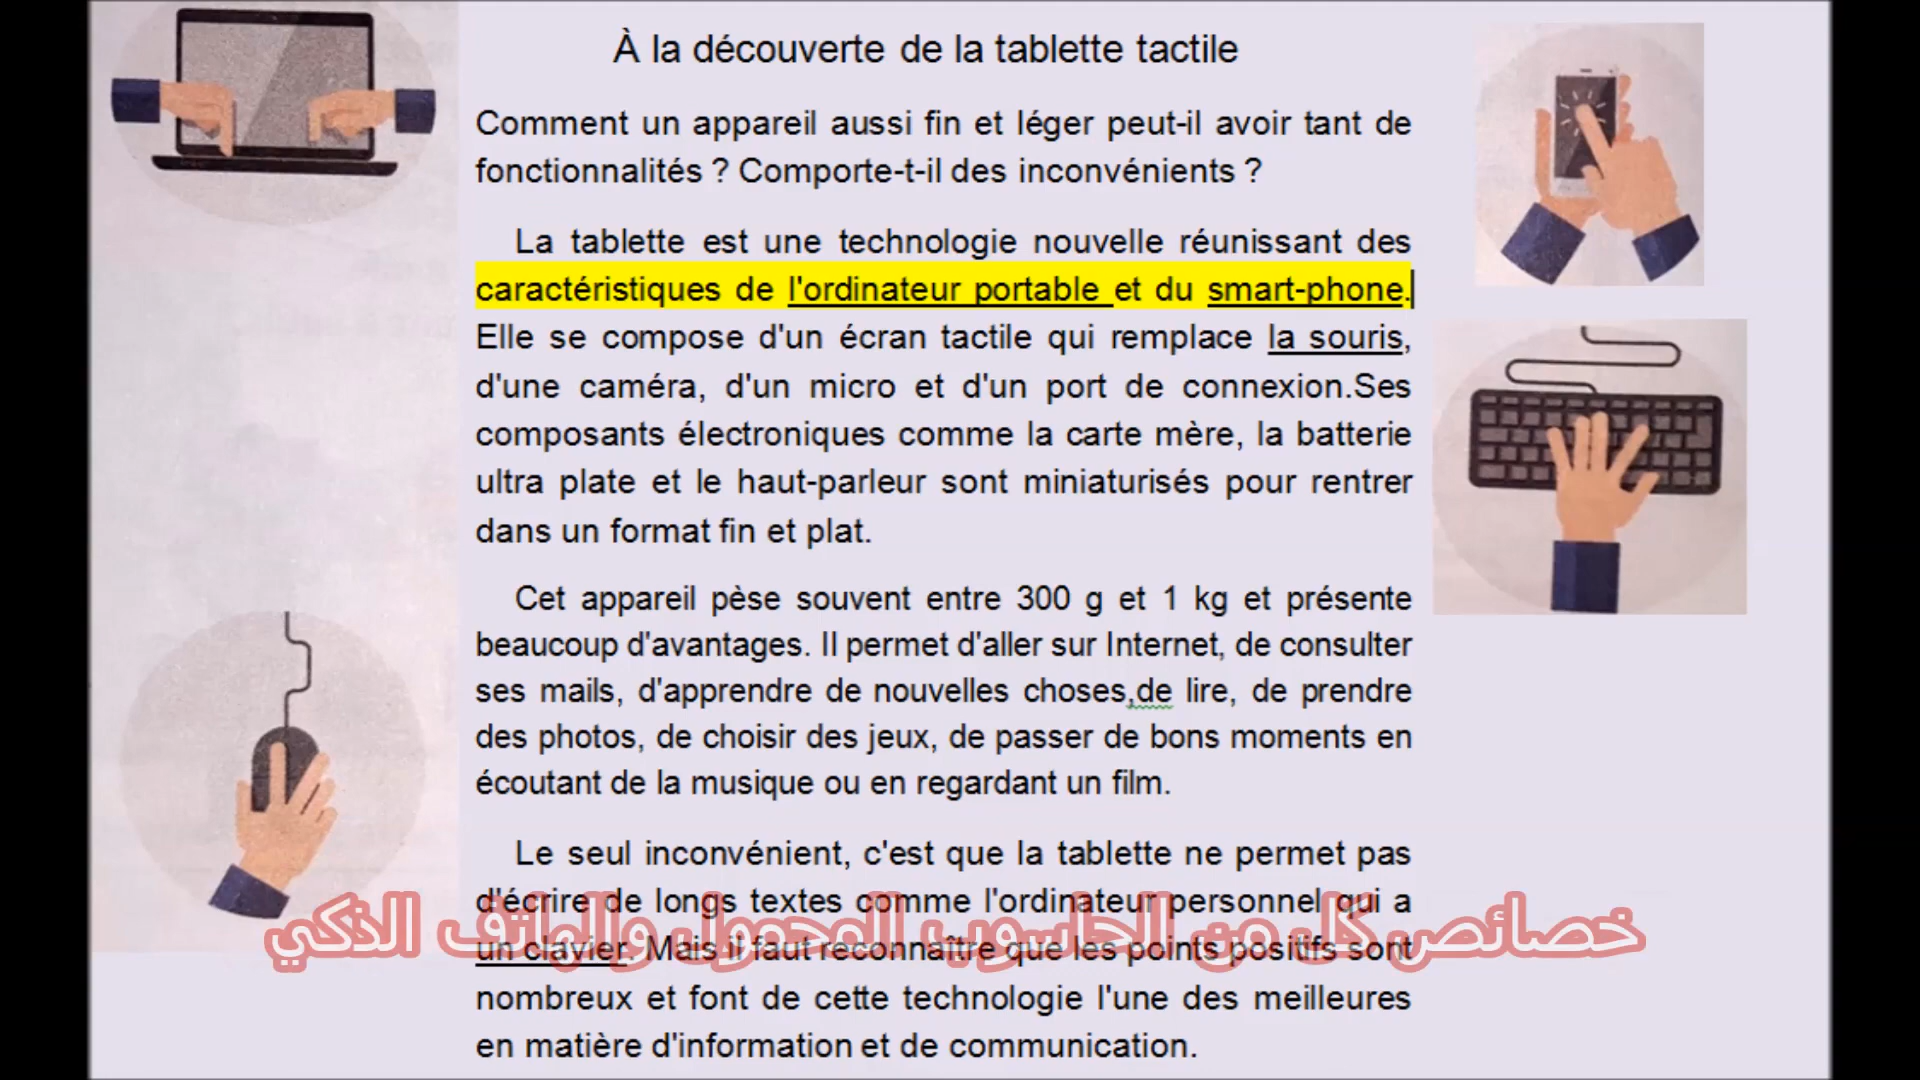 À la découverte de la tablette tactile
Comment un appareil aussi fin et léger peut-il avoir tant de
fonctionnalités ? Comporte-t-il des inconvénients ?
La tablette est une technologie nouvelle réunissant des
caractéristiques de l'ordinateur portable et du smart-phone.
Elle se compose d'un écran tactile qui remplace la souris,
d'une caméra, d'un micro et d'un port de connexion.Ses
composants électroniques comme la carte mère, la batterie
ultra plate et le haut-parleur sont miniaturisés pour rentrer
dans un format fin et plat.
Cet appareil pèse souvent entre 300 g et 1 kg et présente
beaucoup d'avantages. Il permet d'aller sur Internet, de consulter
ses mails, d'apprendre de nouvelles choses,de lire, de prendre
des photos, de choisir des jeux, de passer de bons moments en
écoutant de la musique ou en regardant un film.
Le seul inconvénient, c'est que la tablette ne permet pas
d'écrire de longs textes comme l'ordinateur personnel qui a
un clavier. Mais il faut reconnaître que les points positifs sont
nombreux et font de cette technologie l'une des meilleures
en matière d'information et de communication.
خصائص كل من الحاسوب المحمول والهاتف الذكي